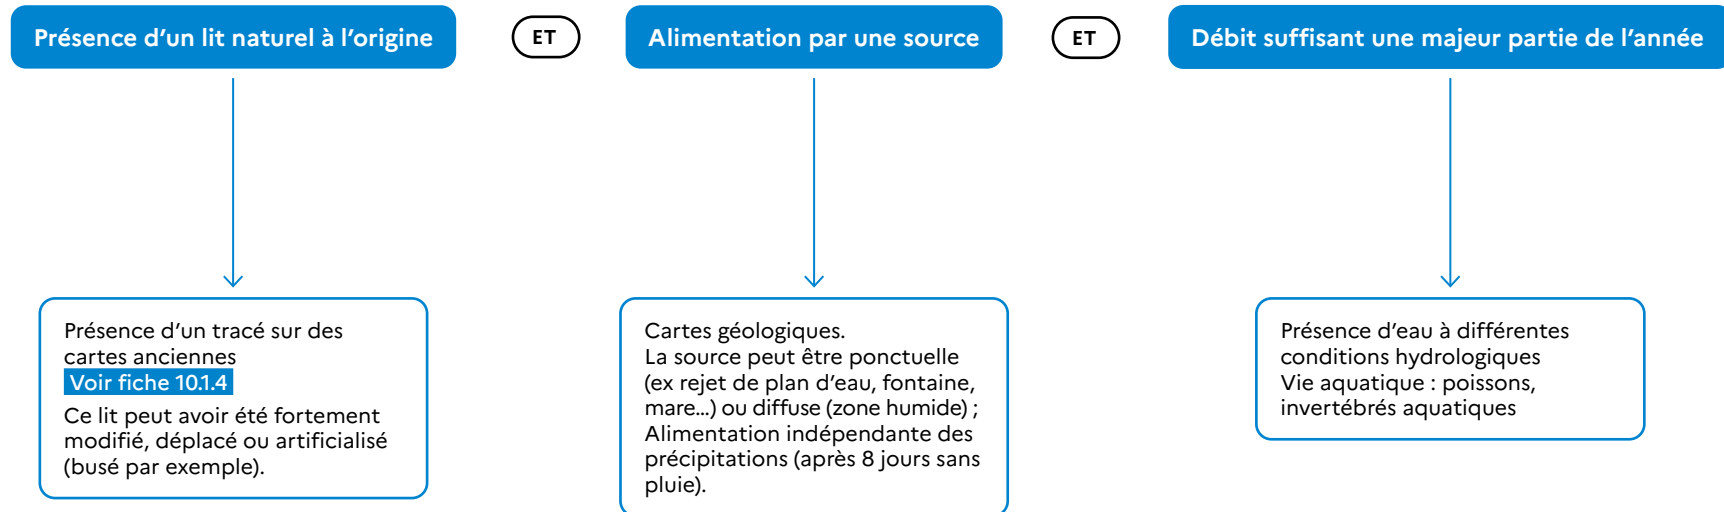 Présence d’un lit naturel à l’origine
ET
Alimentation par une source
ET
Débit suffisant une majeur partie de l’année
Présence d’un tracé sur des
cartes anciennes
Voir fiche 10.1.4
Ce lit peut avoir été fortement
modifié, déplacé ou artificialisé
(busé par exemple).
Cartes géologiques.
La source peut être ponctuelle
(ex rejet de plan d’eau, fontaine,
mare…) ou diffuse (zone humide) ;
Alimentation indépendante des
précipitations (après 8 jours sans
pluie).
Présence d’eau à différentes
conditions hydrologiques
Vie aquatique : poissons,
invertébrés aquatiques